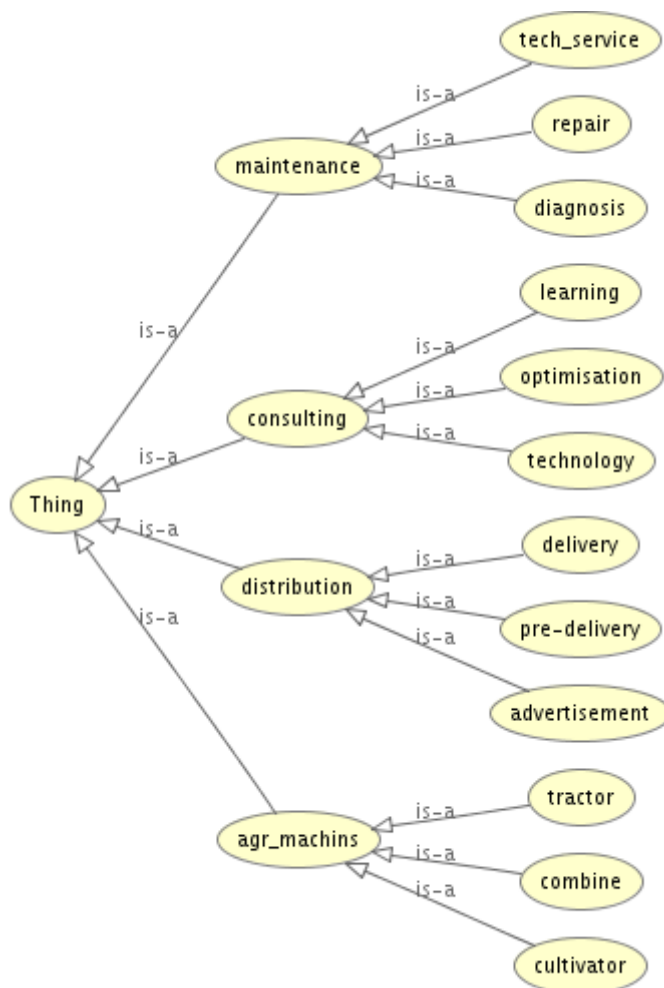 tech_service
is-a
repair
is-a
maintenance
is-a
diagnosis
learning
is-a
is-a
optimisation
is-a
consulting
is-a
technology
is-a
Thing
is-a
delivery
is-a
distribution
is-a
pre-delivery
is-a
is-a
advertisement
tractor
is-a
agr_machins
is-a
combine
is-a
cultivator